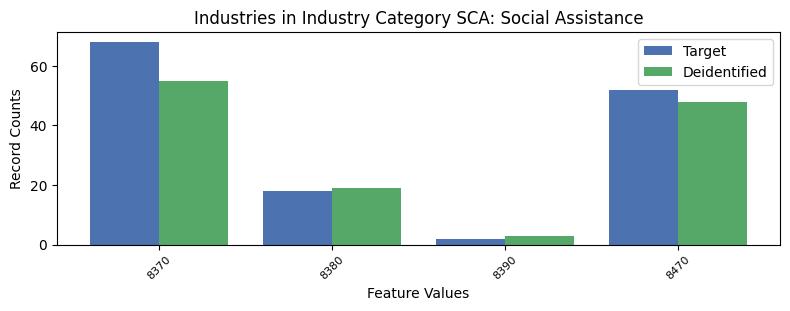 Industries in Industry Category SCA: Social Assistance
Target
Deidentified
Record Counts
60
40
20
0
8370
8380
8390
8470
Feature Values